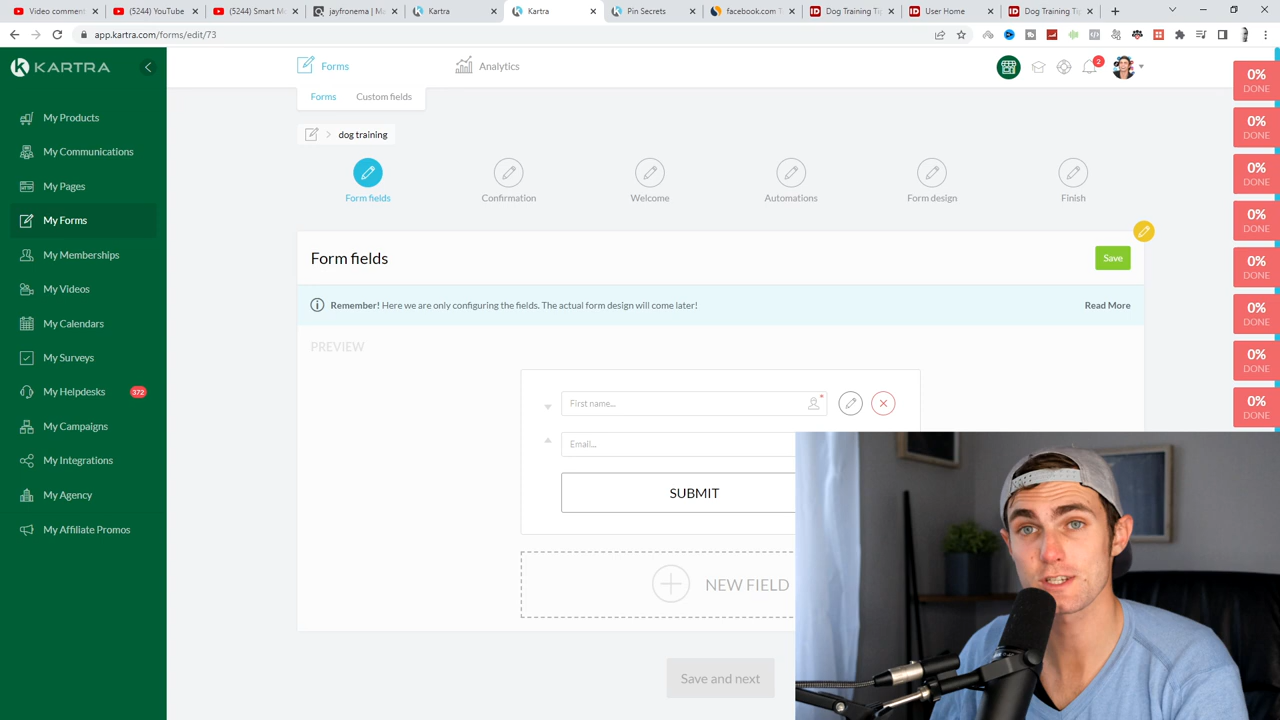 Video comment
(5244) YouTube
(5244) Smart M
jayfronema | M
Kartra
Kartra
Pin Secrets
facebook.com T
Dog Training Ti
User Home
Dog Training Ti
app.kartra.com/forms/edit/73
KARTRA
Forms
Analytics
2
Forms
Custom fields
dog training
My Products
My Communications
My Pages
My Forms
My Memberships
My Videos
My Calendars
My Surveys
My Helpdesks
372
My Campaigns
My Integrations
My Agency
My Affiliate Promos
Form fields
Confirmation
Welcome
Automations
Form design
Finish
Form fields
Save
Remember! Here we are only configuring the fields. The actual form design will come later!
Read More
PREVIEW
First name...
Email...
SUBMIT
NEW FIELD
Save and next
0%
DONE
0%
DONE
0%
DONE
0%
DONE
0%
DONE
0%
DONE
0%
DONE
0%
DONE